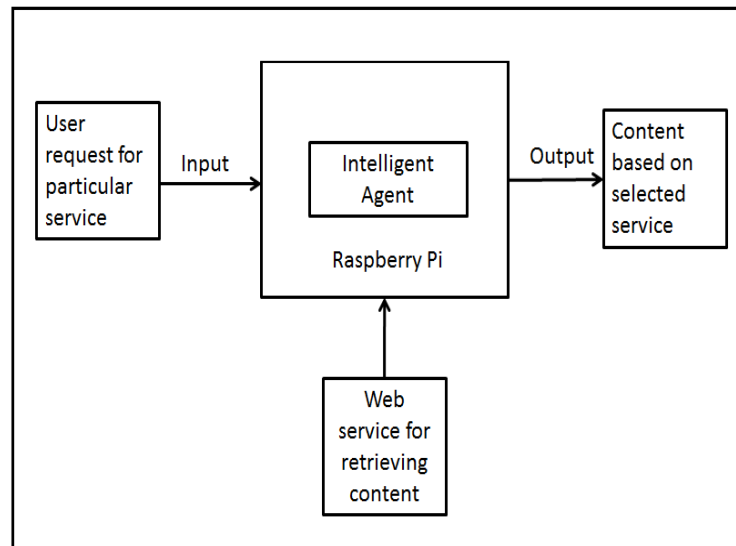 User
request for
particular
service
Input
Intelligent
Agent
Raspberry Pi
Output
Content
based on
selected
service
Web
service for
retrieving
content